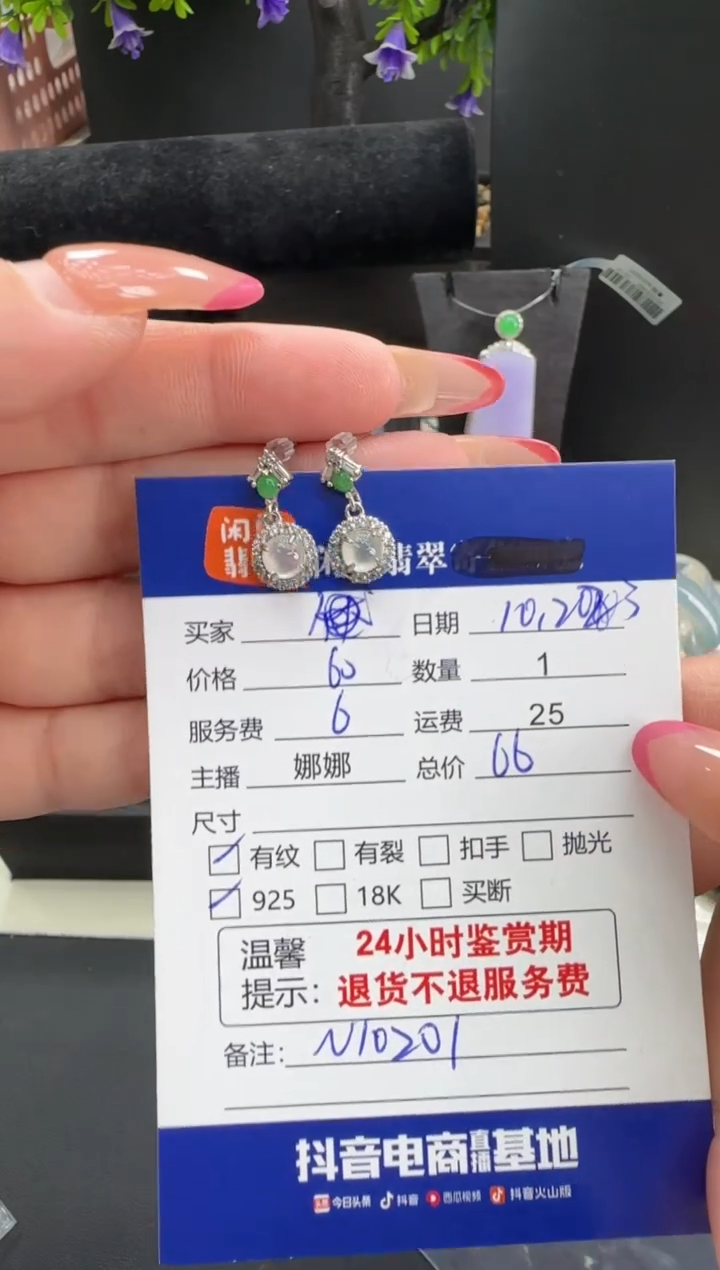 闲
翡 翡翠
买家 日期 10,20
价格 60 数量 1
服务费 6 运费 25
主播 娜娜 总价 66
尺寸
有纹 有裂 扣手 抛光
925 18K 买断
温馨 24小时鉴赏期
提示：退货不退服务费
备注：N10201
抖音电商直播基地
今日头条 抖音 西瓜视频 抖音火山版